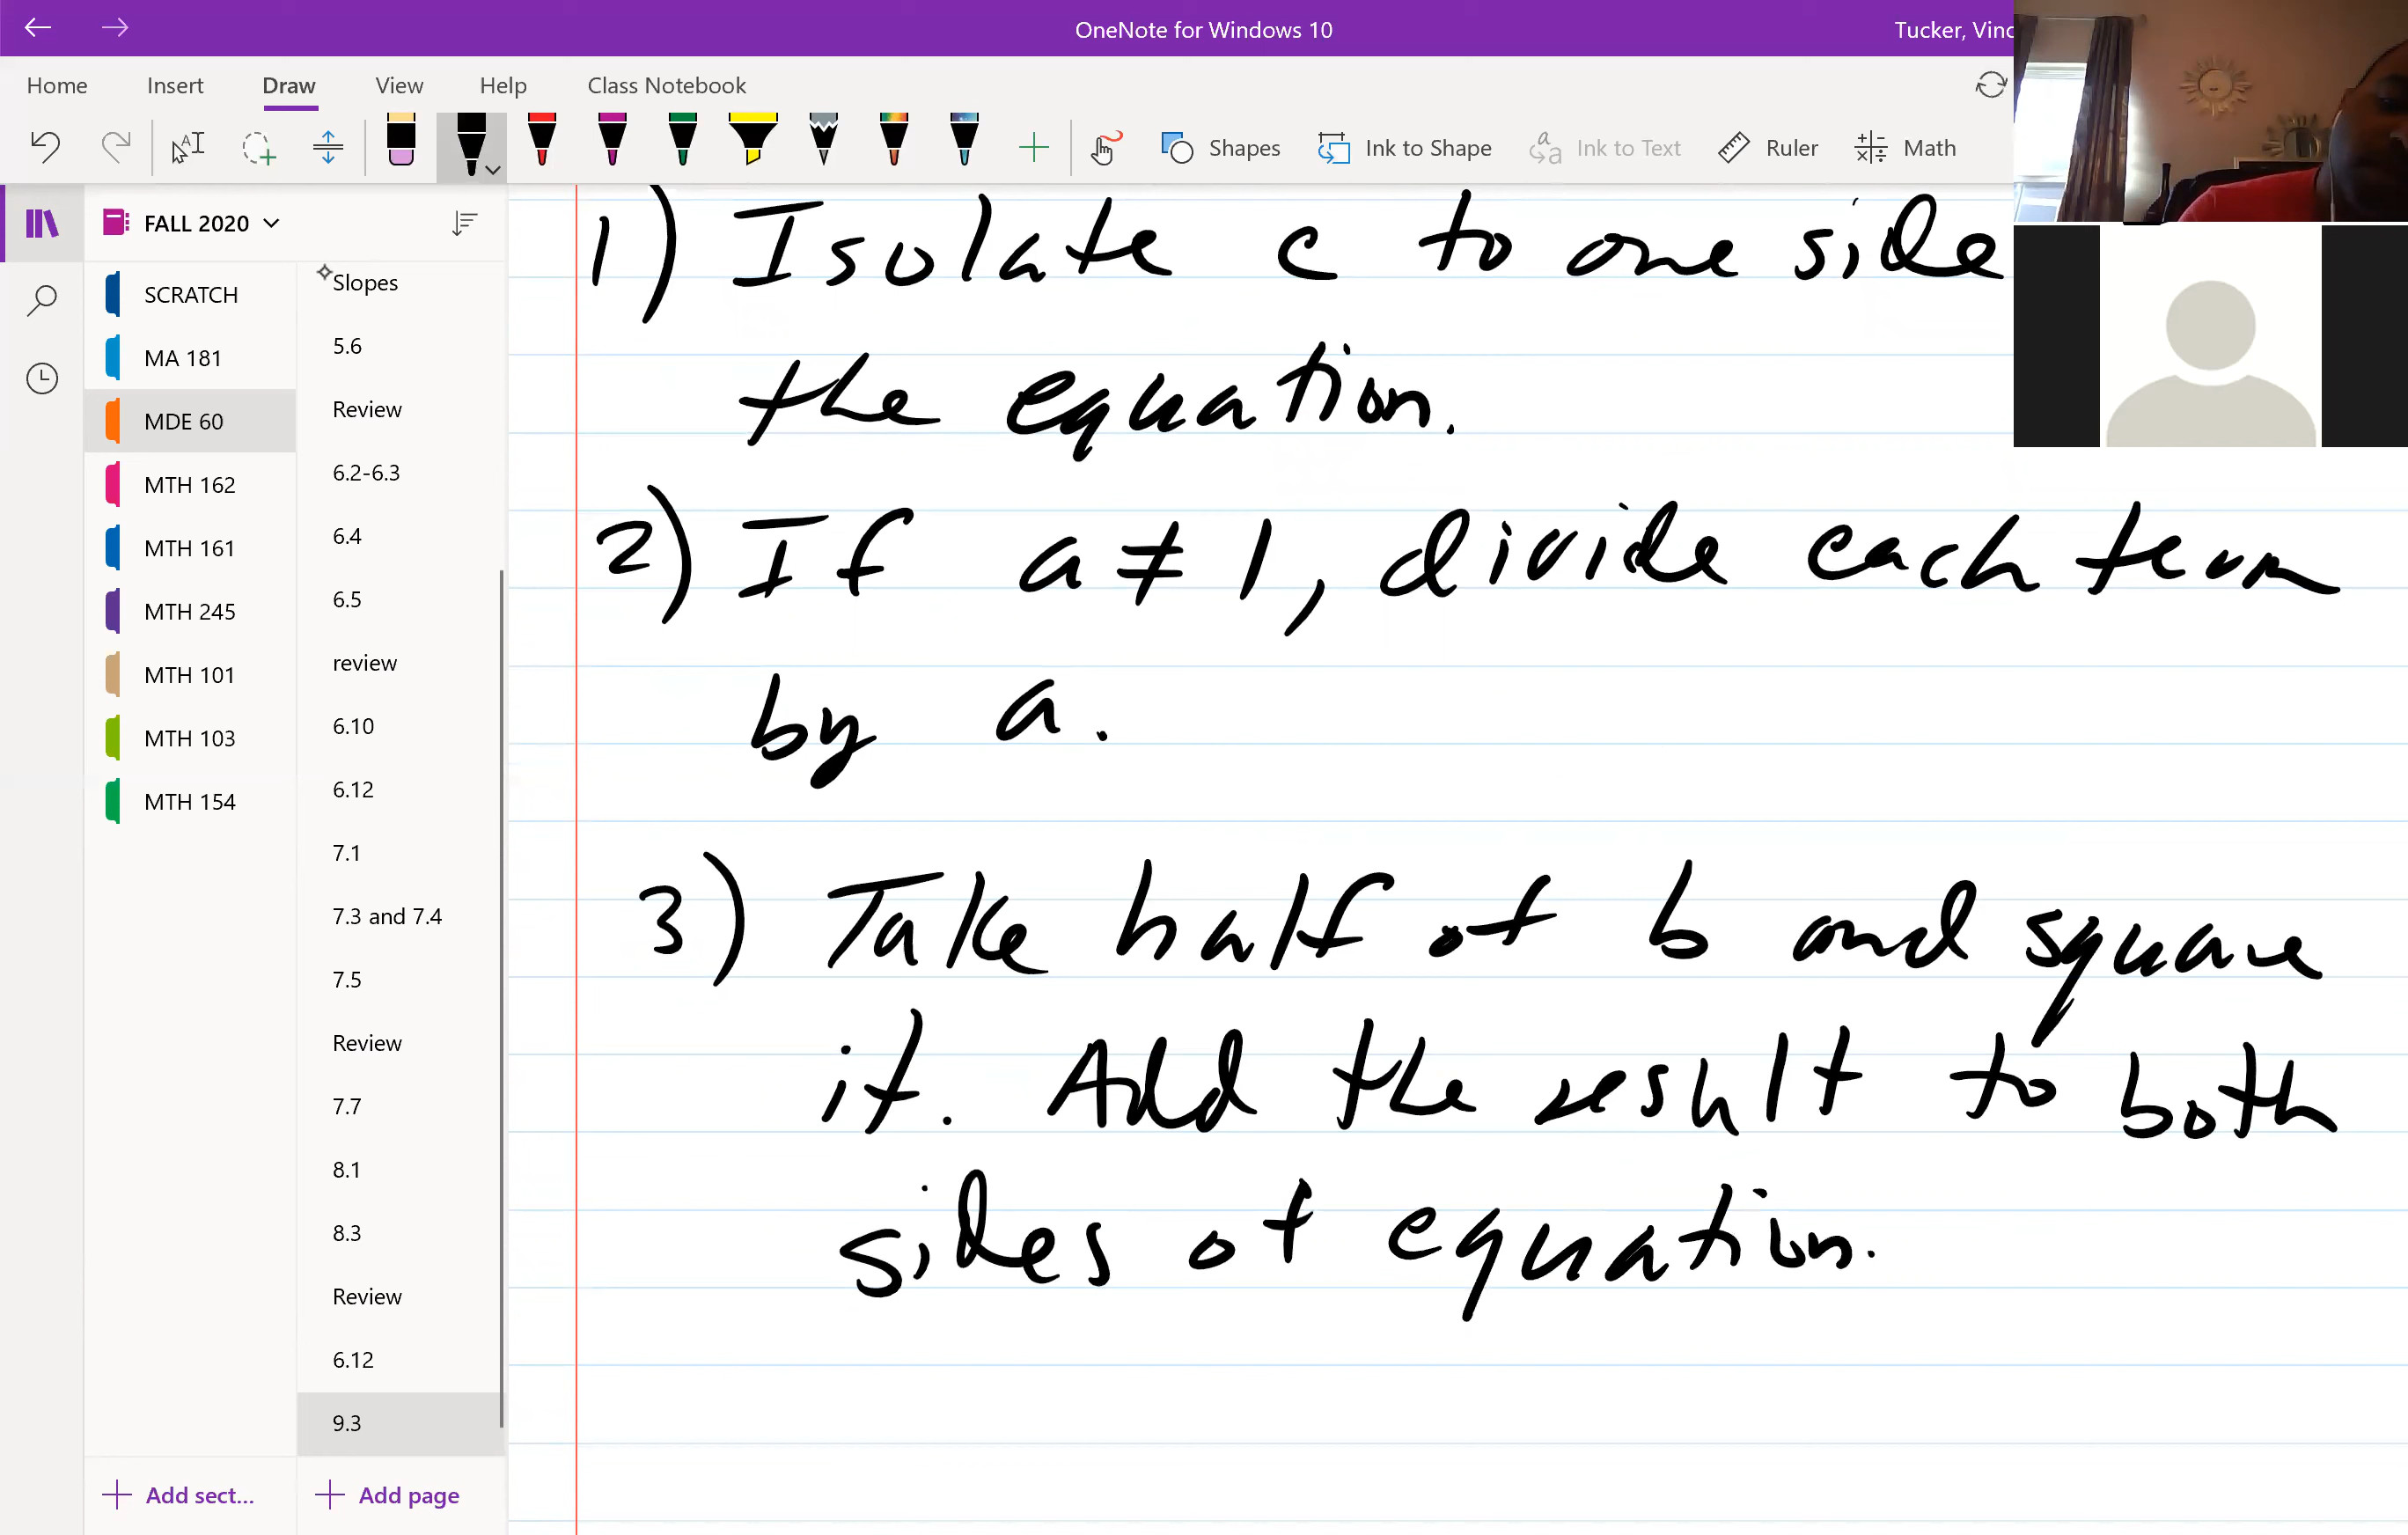 OneNote for Windows 10
Tucker, Vinc
Home Insert Draw View Help Class Notebook
Shapes Ink to Shape Ink to Text Ruler Math
FALL 2020
SCRATCH
MA 181
MDE 60
MTH 162
MTH 161
MTH 245
MTH 101
MTH 103
MTH 154
Add sect...
Slopes
5.6
Review
6.2-6.3
6.4
6.5
review
6.10
6.12
7.1
7.3 and 7.4
7.5
Review
7.7
8.1
8.3
Review
6.12
9.3
Add page
1) Isolate c to one side
the equation.
2) If a ≠ 1, divide each term
by a.
3) Take half of b and square
it. Add the result to both
sides of equation.